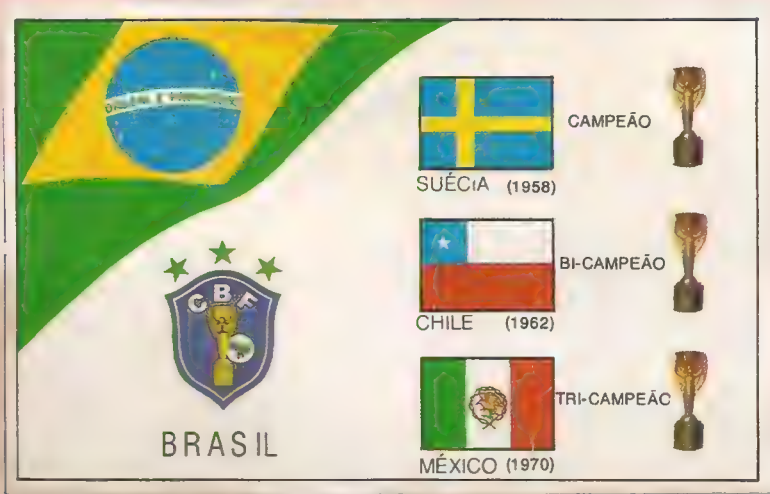 CAMPEÃO
SUÉCIA (1958)
CBF
BI-CAMPEÃO
CHILE (1962)
TRI-CAMPEÃO
BRASIL
MÉXICO (1970)